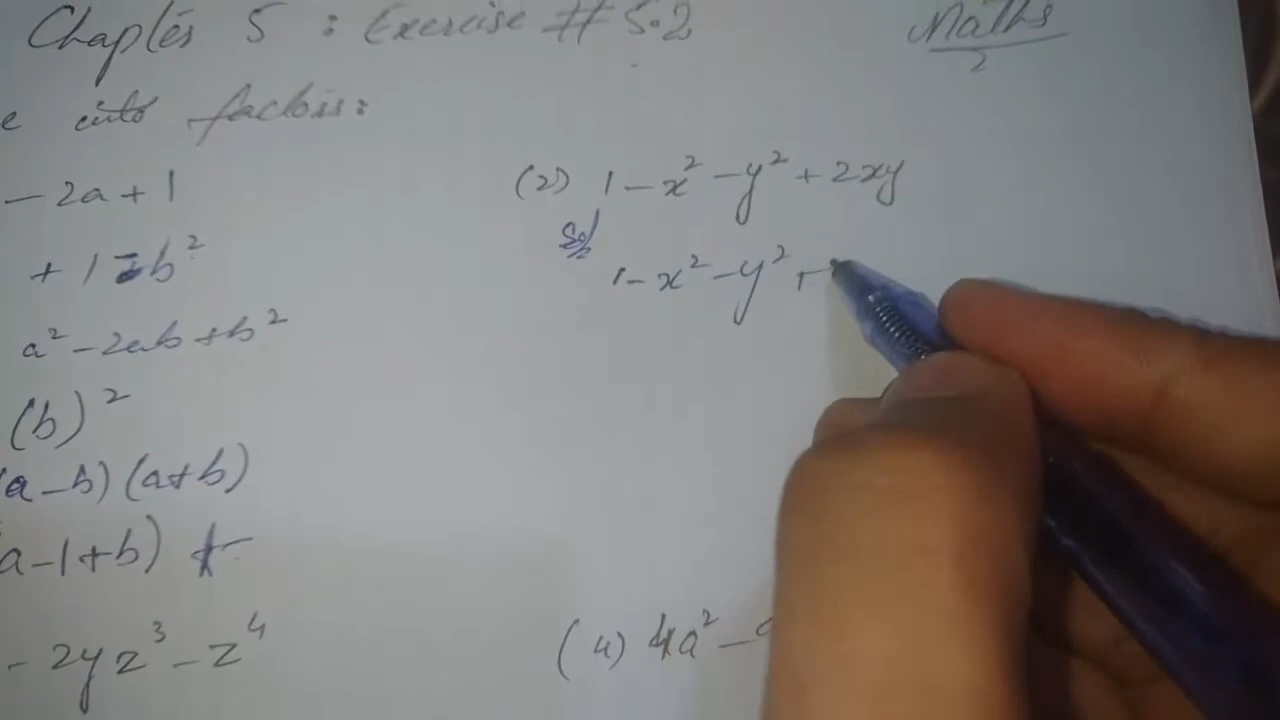 Chapter 5 : Exercise # 5.2
Maths
2
e into factors:
- 2a + 1
+ 1 - b²
a² - 2ab + b²
(b)²
(a - b) (a + b)
a - 1 + b)
- 2yz³ - z⁴
(2) 1 - x² - y² + 2xy
Sol
1 - x² - y² +
(4) 4a² -